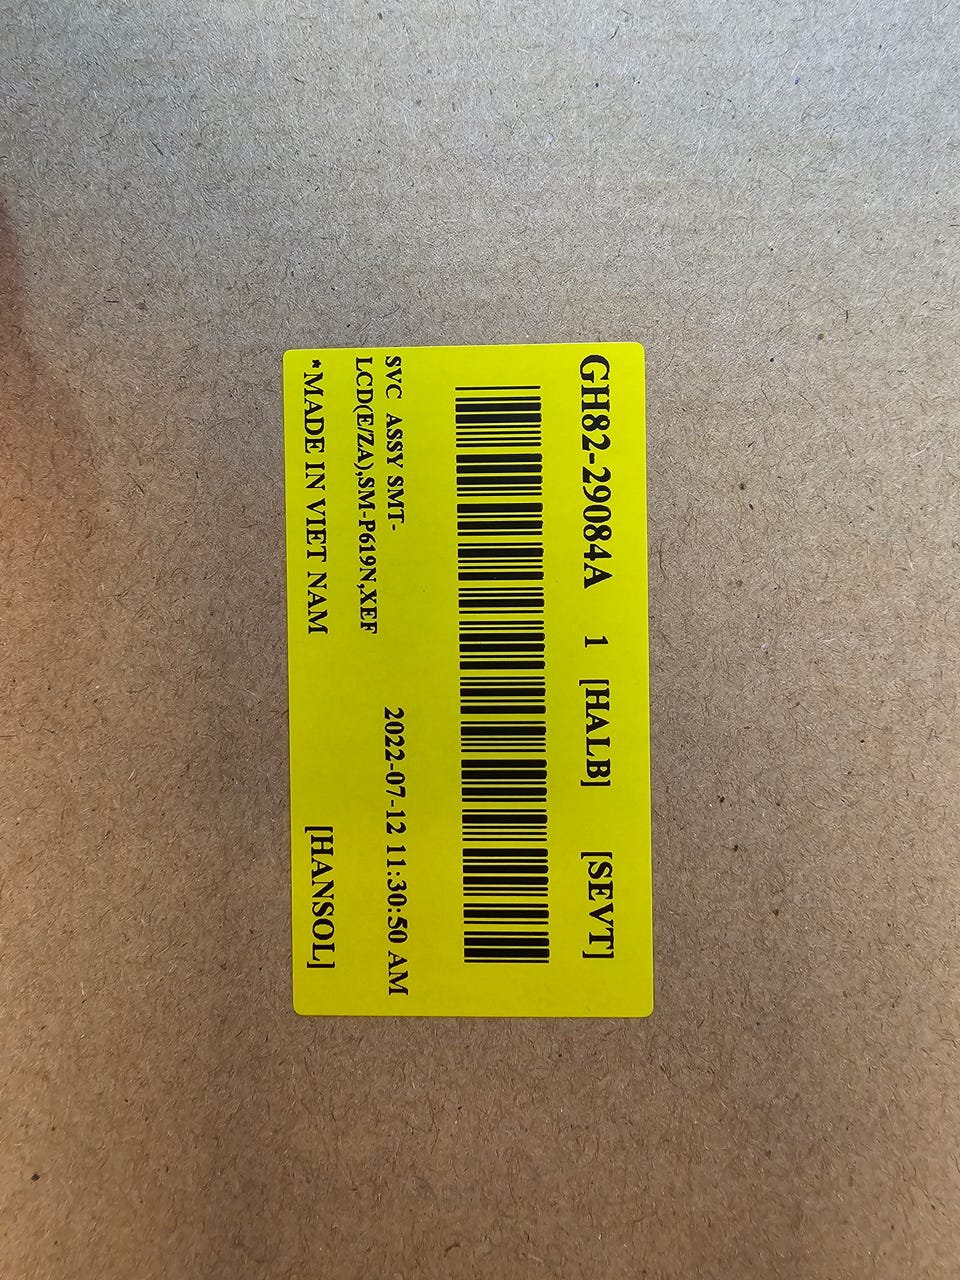 GH82-29084A 1 [HALB] [SEVT]
SVC ASSY SMT- 2022-07-12 11:30:50 AM
LCD(E/ZA),SM-P619N,XEF
*MADE IN VIET NAM [HANSOL]